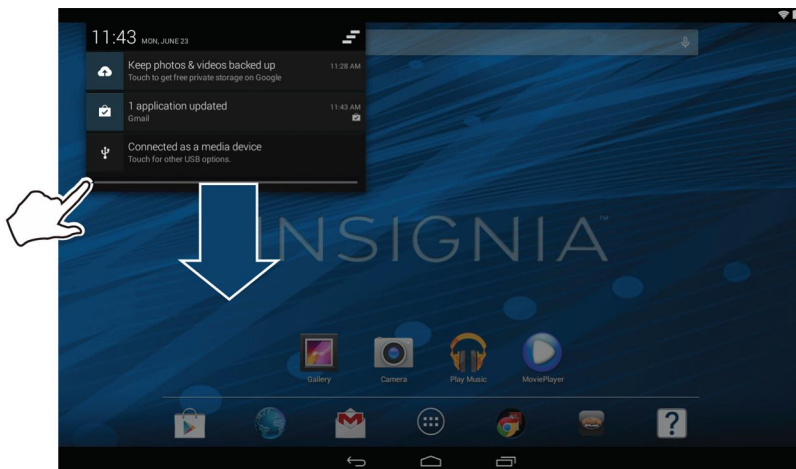 11:43 MON, JUNE 23
Keep photos & videos backed up 11:28 AM
Touch to get free private storage on Google
1 application updated 11:43 AM
Gmail
Connected as a media device
Touch for other USB options.
INSIGNIA™
Gallery Camera Play Music MoviePlayer
?